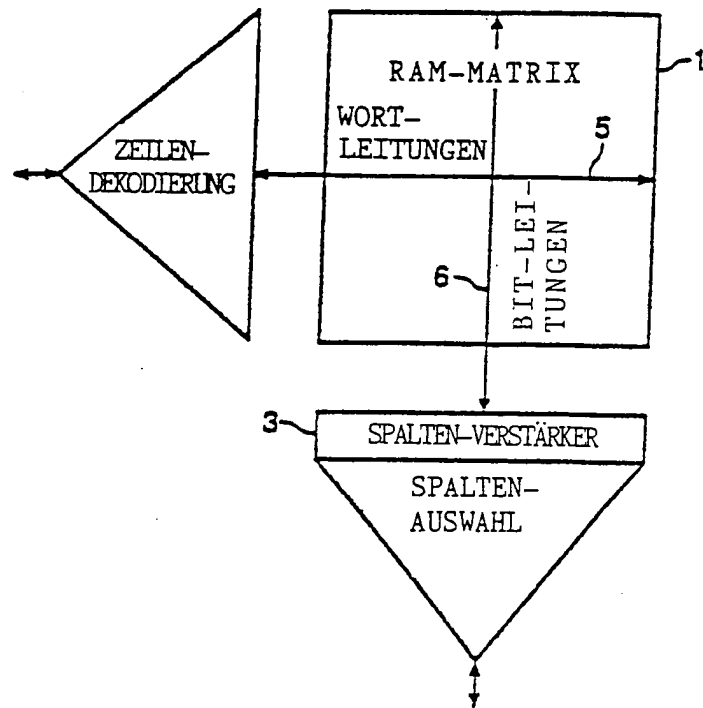 RAM-MATRIX
1
WORT-
LEITUNGEN
5
ZEILEN-
DEKODIERUNG
6
BIT-LEI-
TUNGEN
3
SPALTEN-VERSTÄRKER
SPALTEN-
AUSWAHL